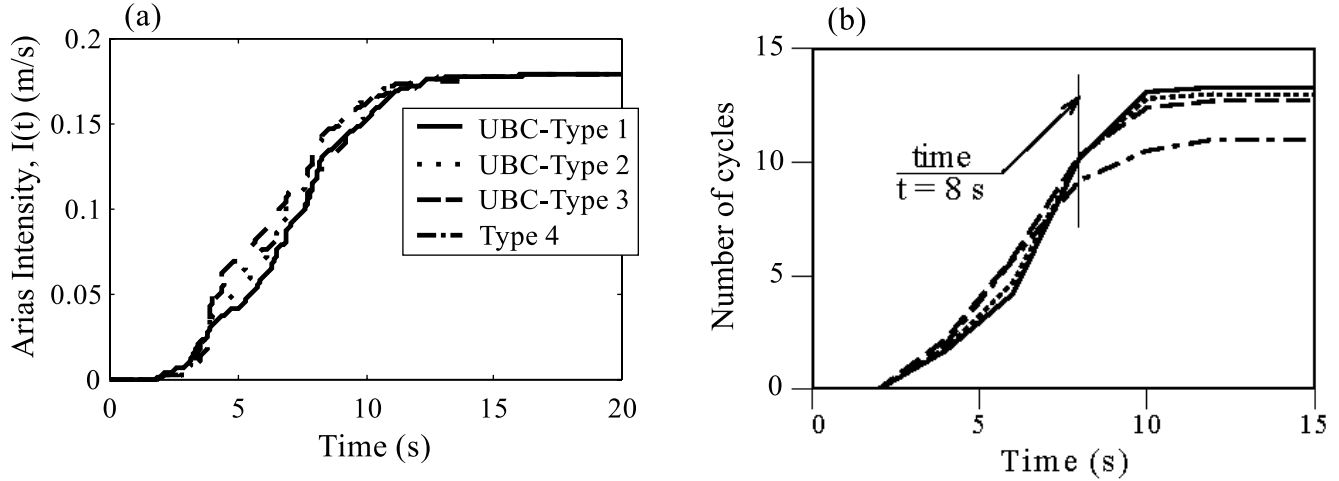 (a)
0.2
0.15
0.1
0.05
0
Arias Intensity, I(t) (m/s)
UBC-Type 1
UBC-Type 2
UBC-Type 3
Type 4
0 5 10 15 20
Time (s)
(b)
15
10
5
0
Number of cycles
time
t = 8 s
0 5 10 15
Time (s)